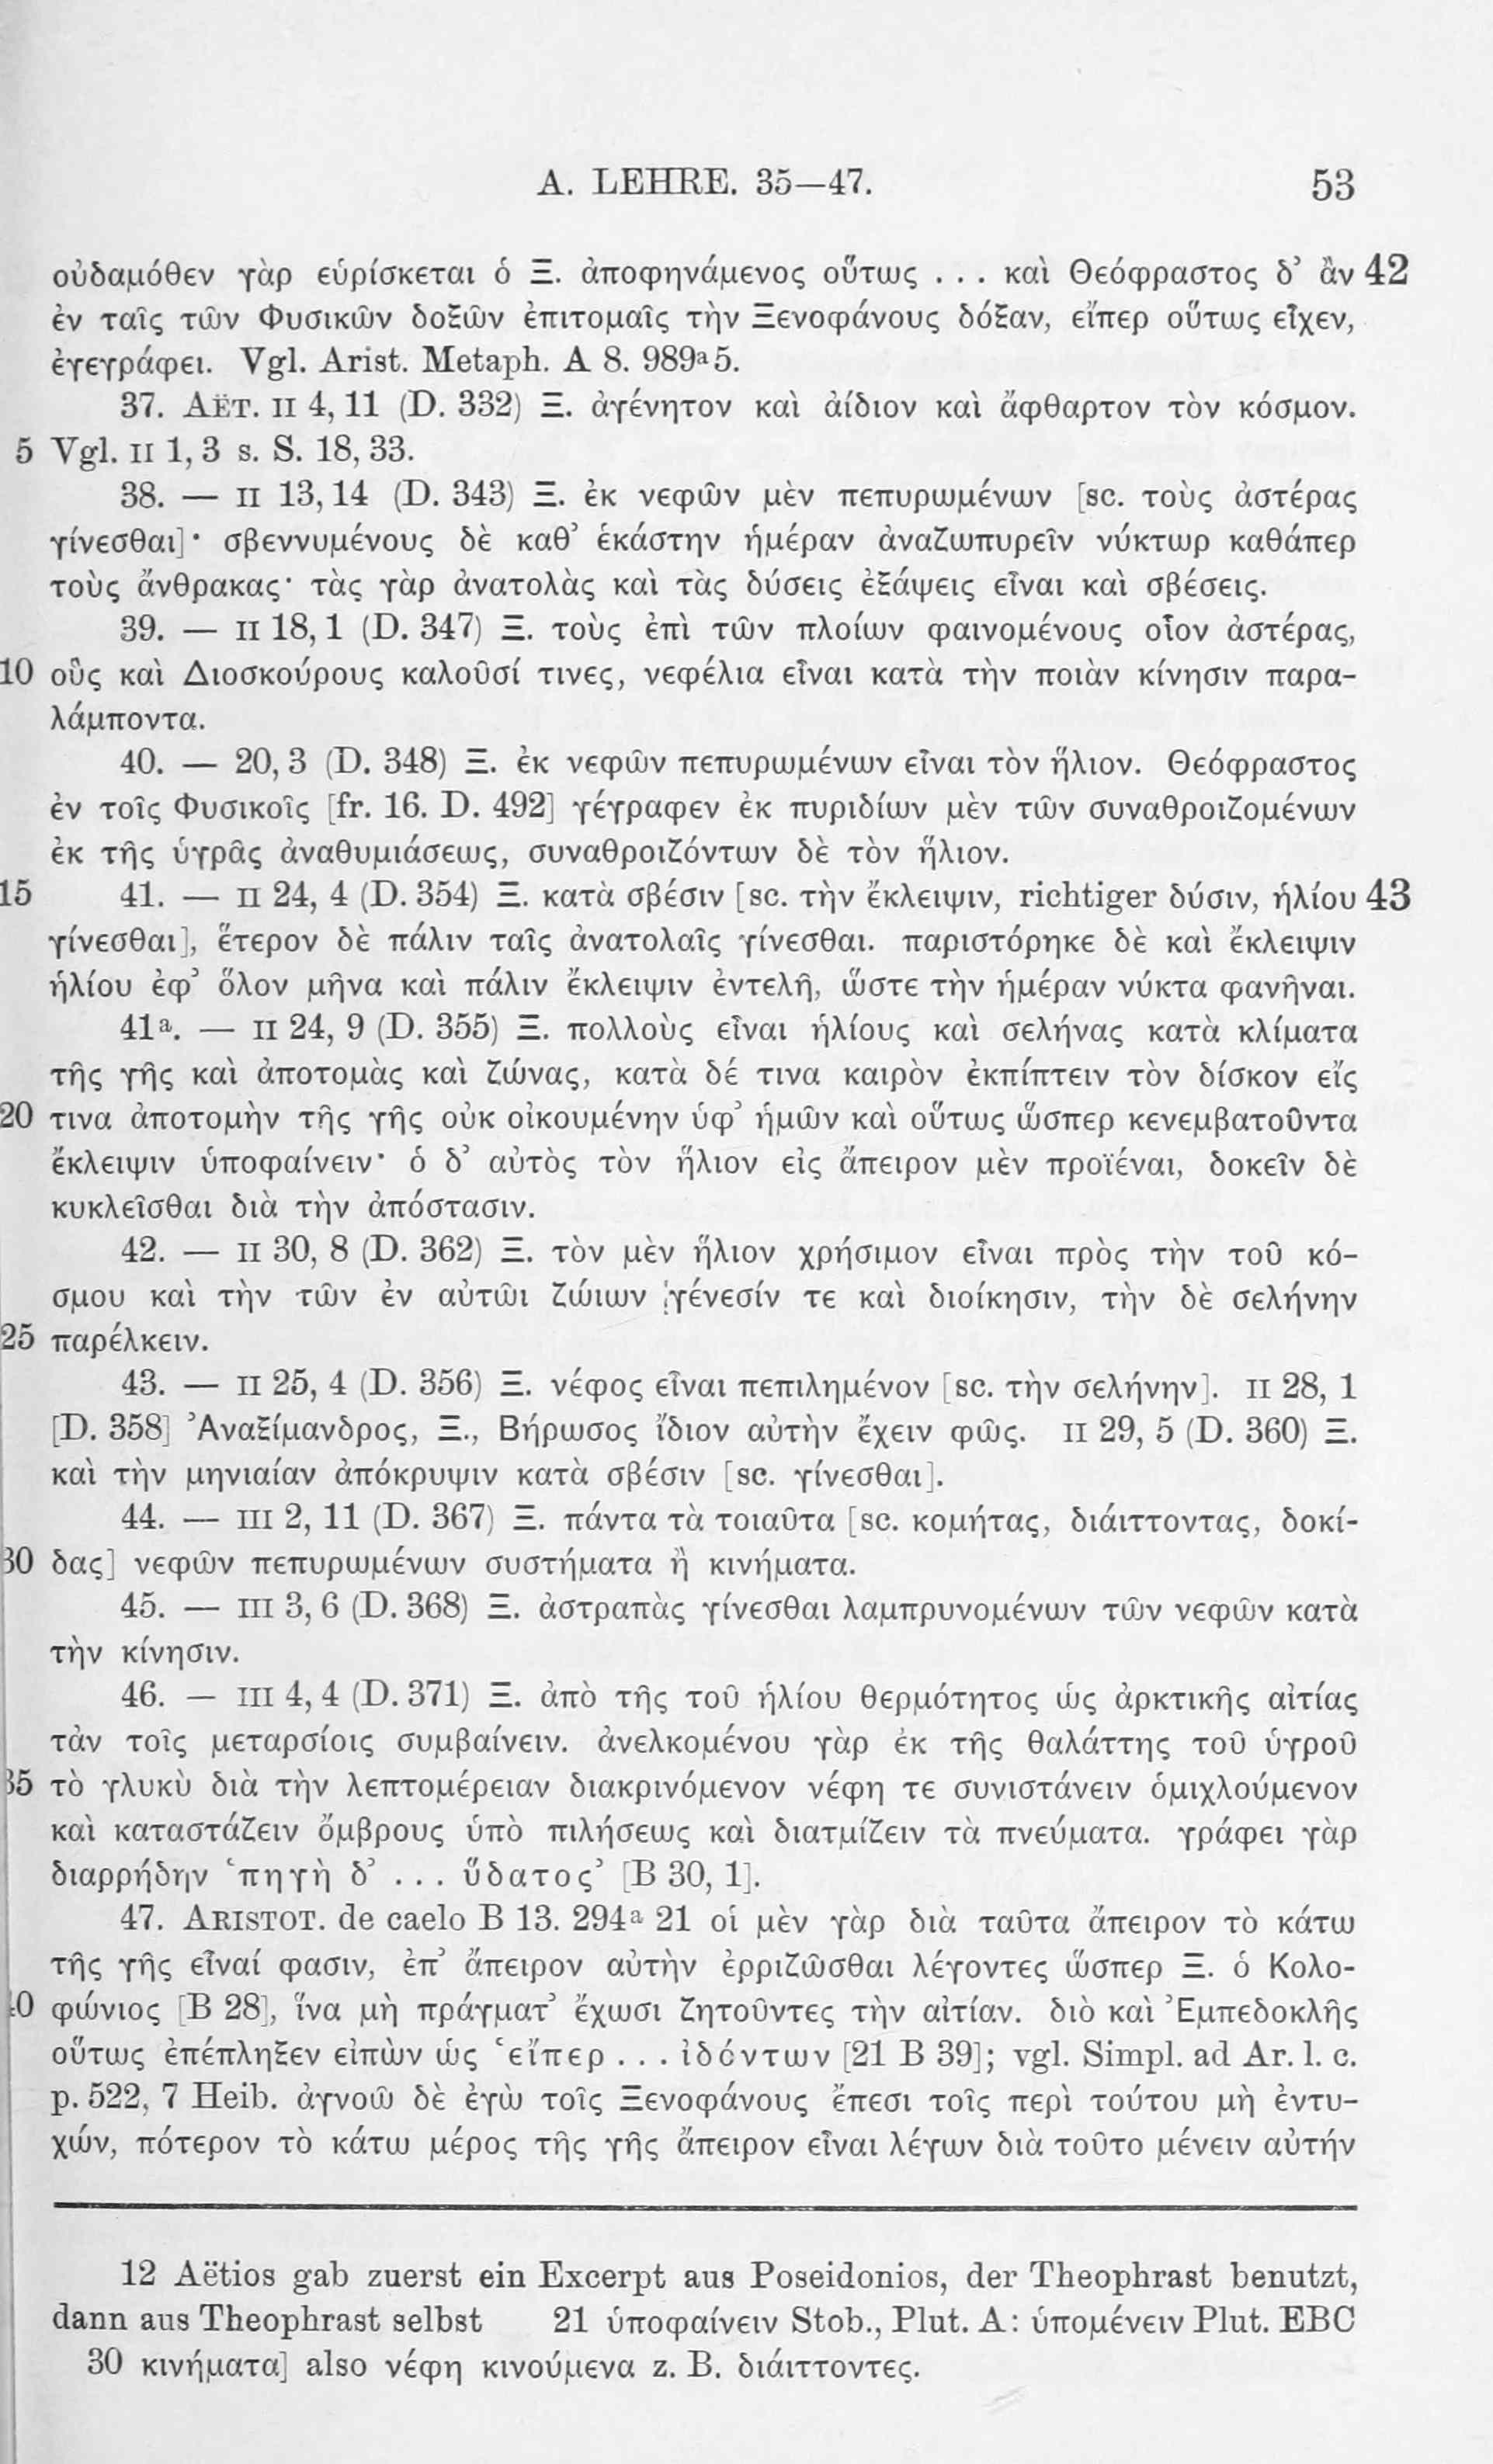 A. LEHRE. 35—47. 53
οὐδαμόθεν γὰρ εὑρίσκεται ὁ Ξ. ἀποφηνάμενος οὕτως . . . καὶ Θεόφραστος δ’ ἂν 42
ἐν ταῖς τῶν Φυσικῶν δοξῶν ἐπιτομαῖς τὴν Ξενοφάνους δόξαν, εἴπερ οὕτως εἶχεν,
ἐγεγράφει. Vgl. Arist. Metaph. A 8. 989ᵃ5.
37. AËT. II 4, 11 (D. 332) Ξ. ἀγένητον καὶ ἀίδιον καὶ ἄφθαρτον τὸν κόσμον.
5 Vgl. II 1, 3 s. S. 18, 33.
38. — II 13, 14 (D. 343) Ξ. ἐκ νεφῶν μὲν πεπυρωμένων [sc. τοὺς ἀστέρας
γίνεσθαι]· σβεννυμένους δὲ καθ’ ἑκάστην ἡμέραν ἀναζωπυρεῖν νύκτωρ καθάπερ
τοὺς ἄνθρακας· τὰς γὰρ ἀνατολὰς καὶ τὰς δύσεις ἐξάψεις εἶναι καὶ σβέσεις.
39. — II 18, 1 (D. 347) Ξ. τοὺς ἐπὶ τῶν πλοίων φαινομένους οἷον ἀστέρας,
10 οὓς καὶ Διοσκούρους καλοῦσί τινες, νεφέλια εἶναι κατὰ τὴν ποιὰν κίνησιν παρα-
λάμποντα.
40. — 20, 3 (D. 348) Ξ. ἐκ νεφῶν πεπυρωμένων εἶναι τὸν ἥλιον. Θεόφραστος
ἐν τοῖς Φυσικοῖς [fr. 16. D. 492] γέγραφεν ἐκ πυριδίων μὲν τῶν συναθροιζομένων
ἐκ τῆς ὑγρᾶς ἀναθυμιάσεως, συναθροιζόντων δὲ τὸν ἥλιον.
15 41. — II 24, 4 (D. 354) Ξ. κατὰ σβέσιν [sc. τὴν ἔκλειψιν, richtiger δύσιν, ἡλίου 43
γίνεσθαι], ἕτερον δὲ πάλιν ταῖς ἀνατολαῖς γίνεσθαι. παριστόρηκε δὲ καὶ ἔκλειψιν
ἡλίου ἐφ’ ὅλον μῆνα καὶ πάλιν ἔκλειψιν ἐντελῆ, ὥστε τὴν ἡμέραν νύκτα φανῆναι.
41ᵃ. — II 24, 9 (D. 355) Ξ. πολλοὺς εἶναι ἡλίους καὶ σελήνας κατὰ κλίματα
τῆς γῆς καὶ ἀποτομὰς καὶ ζώνας, κατὰ δέ τινα καιρὸν ἐκπίπτειν τὸν δίσκον εἴς
20 τινα ἀποτομὴν τῆς γῆς οὐκ οἰκουμένην ὑφ’ ἡμῶν καὶ οὕτως ὥσπερ κενεμβατοῦντα
ἔκλειψιν ὑποφαίνειν· ὁ δ’ αὐτὸς τὸν ἥλιον εἰς ἄπειρον μὲν προϊέναι, δοκεῖν δὲ
κυκλεῖσθαι διὰ τὴν ἀπόστασιν.
42. — II 30, 8 (D. 362) Ξ. τὸν μὲν ἥλιον χρήσιμον εἶναι πρὸς τὴν τοῦ κό-
σμου καὶ τὴν τῶν ἐν αὐτῶι ζώιων γένεσίν τε καὶ διοίκησιν, τὴν δὲ σελήνην
25 παρέλκειν.
43. — II 25, 4 (D. 356) Ξ. νέφος εἶναι πεπιλημένον [sc. τὴν σελήνην]. II 28, 1
[D. 358] Ἀναξίμανδρος, Ξ., Βήρωσος ἴδιον αὐτὴν ἔχειν φῶς. II 29, 5 (D. 360) Ξ.
καὶ τὴν μηνιαίαν ἀπόκρυψιν κατὰ σβέσιν [sc. γίνεσθαι].
44. — III 2, 11 (D. 367) Ξ. πάντα τὰ τοιαῦτα [sc. κομήτας, διάιττοντας, δοκί-
30 δας] νεφῶν πεπυρωμένων συστήματα ἢ κινήματα.
45. — III 3, 6 (D. 368) Ξ. ἀστραπὰς γίνεσθαι λαμπρυνομένων τῶν νεφῶν κατὰ
τὴν κίνησιν.
46. — III 4, 4 (D. 371) Ξ. ἀπὸ τῆς τοῦ ἡλίου θερμότητος ὡς ἀρκτικῆς αἰτίας
τἀν τοῖς μεταρσίοις συμβαίνειν. ἀνελκομένου γὰρ ἐκ τῆς θαλάττης τοῦ ὑγροῦ
35 τὸ γλυκὺ διὰ τὴν λεπτομέρειαν διακρινόμενον νέφη τε συνιστάνειν ὁμιχλούμενον
καὶ καταστάζειν ὄμβρους ὑπὸ πιλήσεως καὶ διατμίζειν τὰ πνεύματα. γράφει γὰρ
διαρρήδην ‘πηγὴ δ’ . . . ὕδατος’ [B 30, 1].
47. ARISTOT. de caelo B 13. 294ᵃ 21 οἱ μὲν γὰρ διὰ ταῦτα ἄπειρον τὸ κάτω
τῆς γῆς εἶναί φασιν, ἐπ’ ἄπειρον αὐτὴν ἐρριζῶσθαι λέγοντες ὥσπερ Ξ. ὁ Κολο-
40 φώνιος [B 28], ἵνα μὴ πράγματ’ ἔχωσι ζητοῦντες τὴν αἰτίαν. διὸ καὶ Ἐμπεδοκλῆς
οὕτως ἐπέπληξεν εἰπὼν ὡς ‘εἴπερ . . . ἰδόντων [21 B 39]; vgl. Simpl. ad Ar. l. c.
p. 522, 7 Heib. ἀγνοῶ δὲ ἐγὼ τοῖς Ξενοφάνους ἔπεσι τοῖς περὶ τούτου μὴ ἐντυ-
χών, πότερον τὸ κάτω μέρος τῆς γῆς ἄπειρον εἶναι λέγων διὰ τοῦτο μένειν αὐτήν
12 Aëtios gab zuerst ein Excerpt aus Poseidonios, der Theophrast benutzt,
dann aus Theophrast selbst 21 ὑποφαίνειν Stob., Plut. A: ὑπομένειν Plut. EBC
30 κινήματα] also νέφη κινούμενα z. B. διάιττοντες.